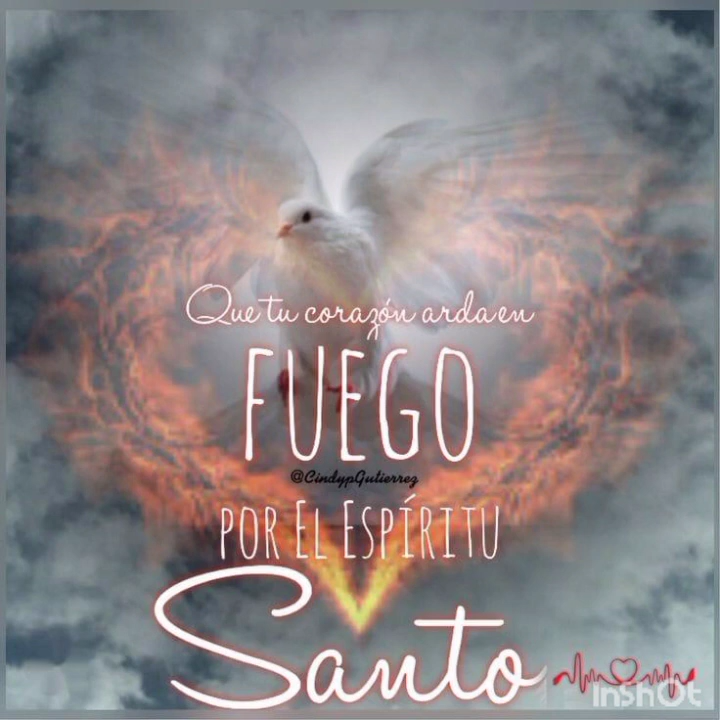 Que tu corazón arda en
FUEGO
@CindypGutierrez
POR EL ESPÍRITU
Santo
InShOt